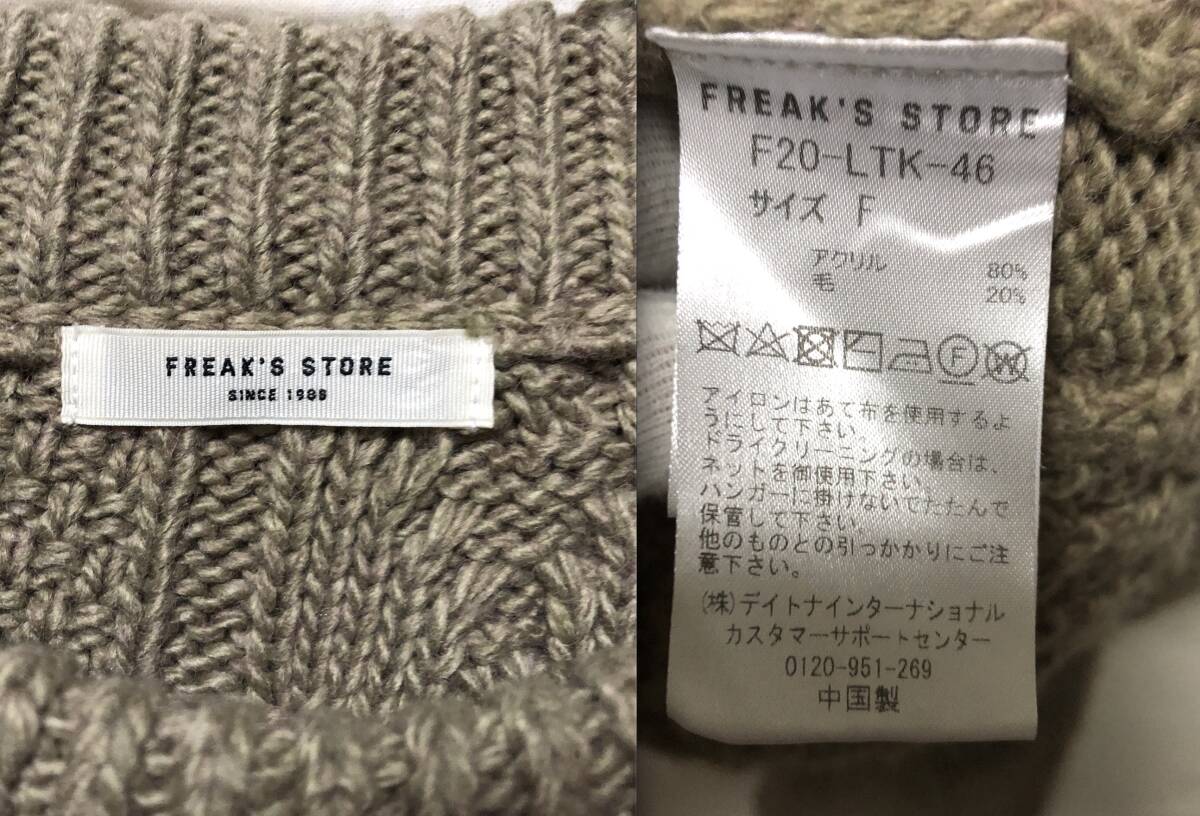 FREAK'S STORE
SINCE 1986
FREAK'S STORE
F20-LTK-46
サイズ F
アクリル 80%
毛 20%
F
W
アイロンはあて布を使用するよ
うにして下さい。
ドライクリーニングの場合は、
ネットを御使用下さい。
ハンガーに掛けないでたたんで
保管して下さい。
他のものとの引っかかりにご注
意下さい。
(株)デイトナインターナショナル
カスタマーサポートセンター
0120-951-269
中国製